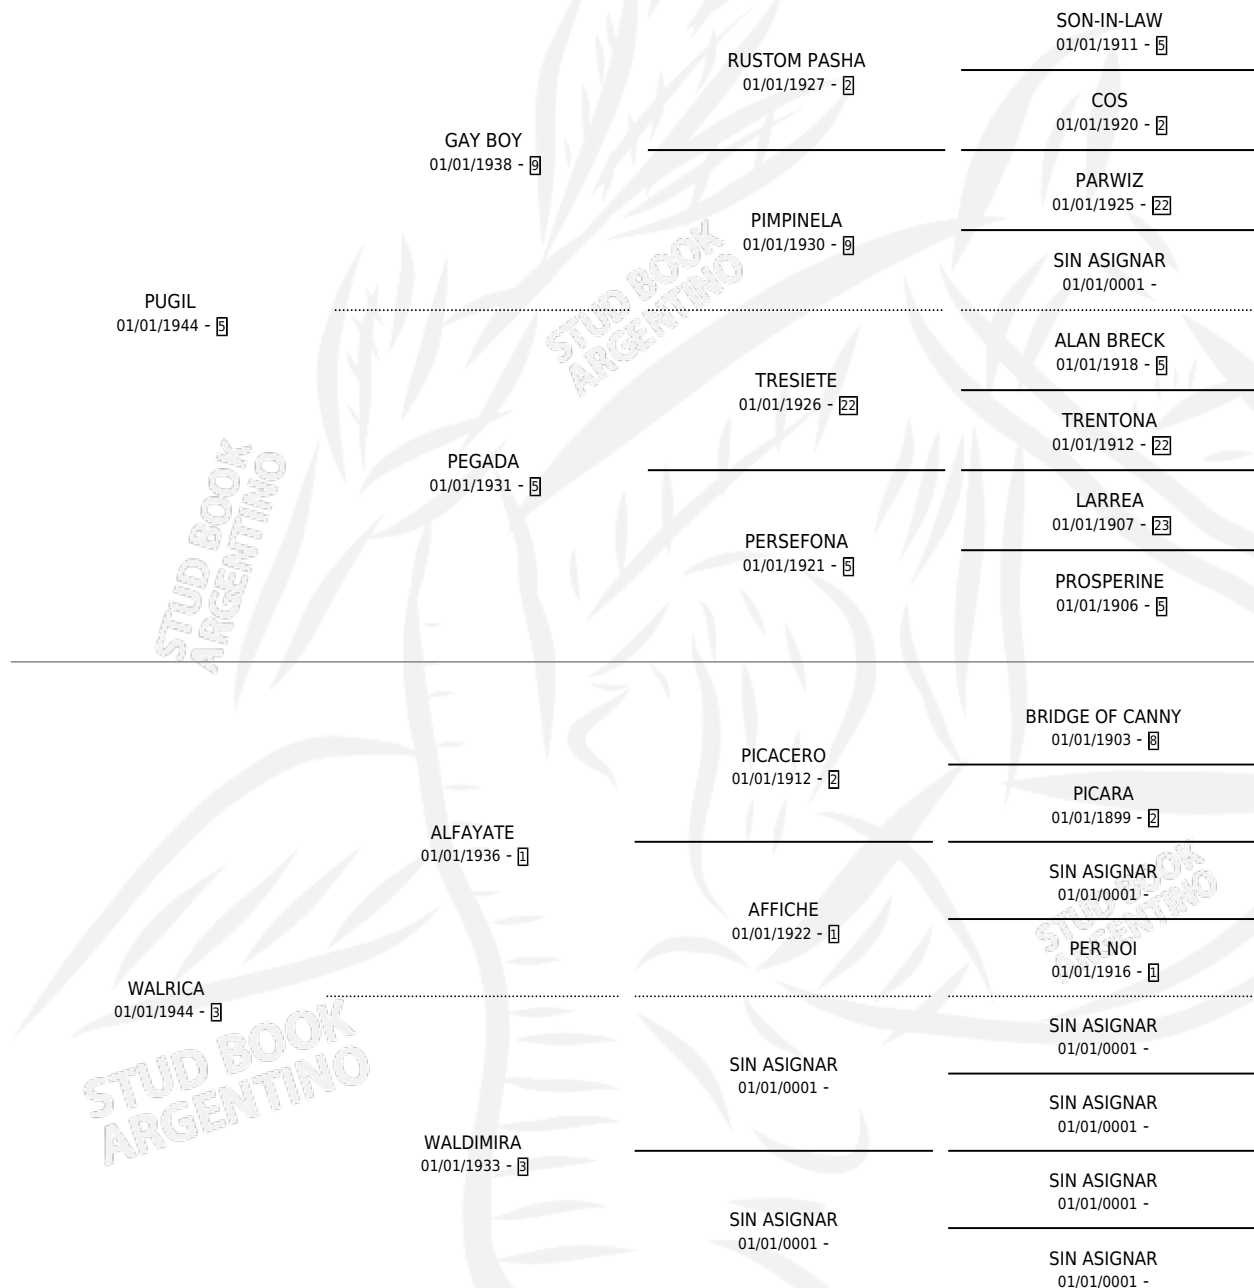 SON-IN-LAW
01/01/1911 - 5
RUSTOM PASHA
01/01/1927 - 2
COS
01/01/1920 - 2
GAY BOY
01/01/1938 - 9
PARWIZ
01/01/1925 - 22
PIMPINELA
01/01/1930 - 9
SIN ASIGNAR
01/01/0001 -
PUGIL
01/01/1944 - 5
STUD BOOK
ARGENTINO
ALAN BRECK
01/01/1918 - 5
TRESIETE
01/01/1926 - 22
TRENTONA
01/01/1912 - 22
PEGADA
01/01/1931 - 5
LARREA
01/01/1907 - 23
PERSEFONA
01/01/1921 - 5
PROSPERINE
01/01/1906 - 5
STUD BOOK
ARGENTINO
BRIDGE OF CANNY
01/01/1903 - 8
PICACERO
01/01/1912 - 2
PICARA
01/01/1899 - 2
ALFAYATE
01/01/1936 - 1
SIN ASIGNAR
01/01/0001 -
AFFICHE
01/01/1922 - 1
STUD BOOK
ARGENTINO
PER NOI
01/01/1916 - 1
WALRICA
01/01/1944 - 3
SIN ASIGNAR
01/01/0001 -
SIN ASIGNAR
01/01/0001 -
STUD BOOK
ARGENTINO
SIN ASIGNAR
01/01/0001 -
WALDIMIRA
01/01/1933 - 3
SIN ASIGNAR
01/01/0001 -
SIN ASIGNAR
01/01/0001 -
SIN ASIGNAR
01/01/0001 -